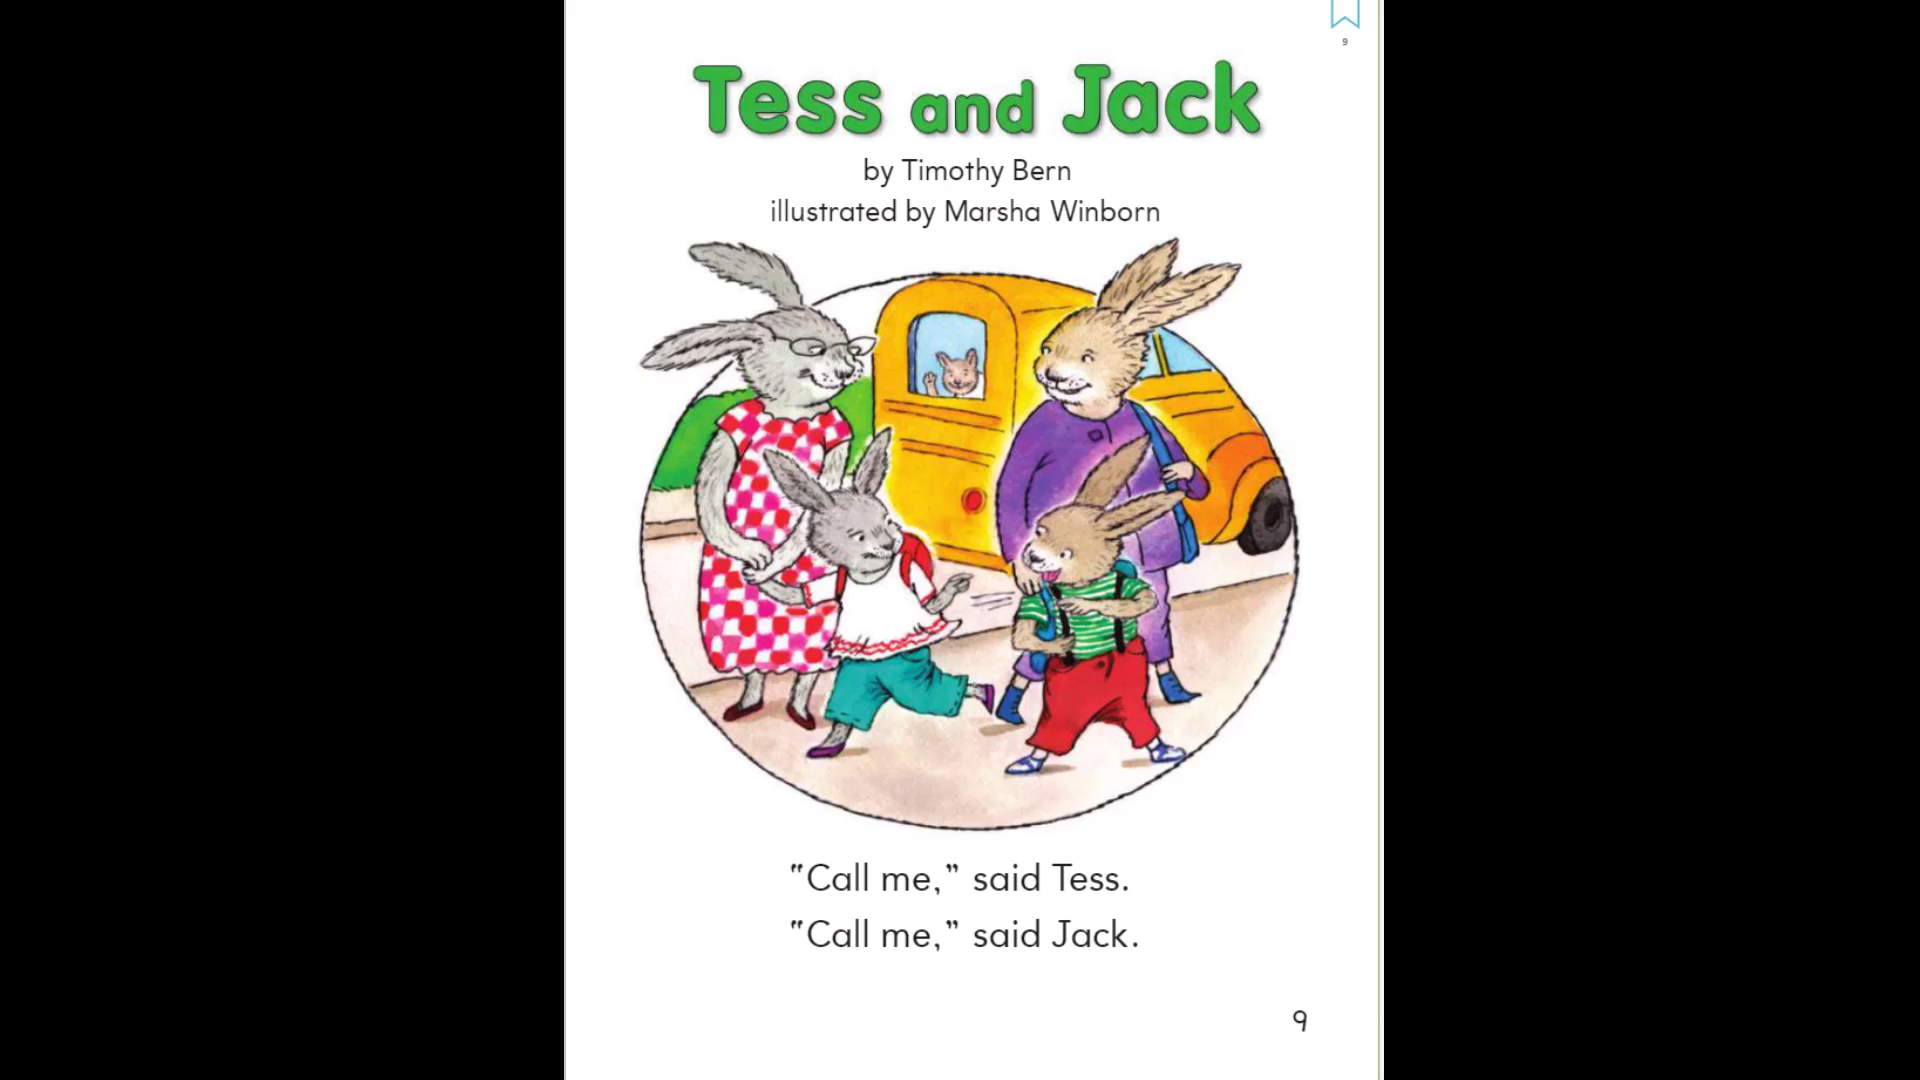 9
Tess and Jack
by Timothy Bern
illustrated by Marsha Winborn
“Call me,” said Tess.
“Call me,” said Jack.
9